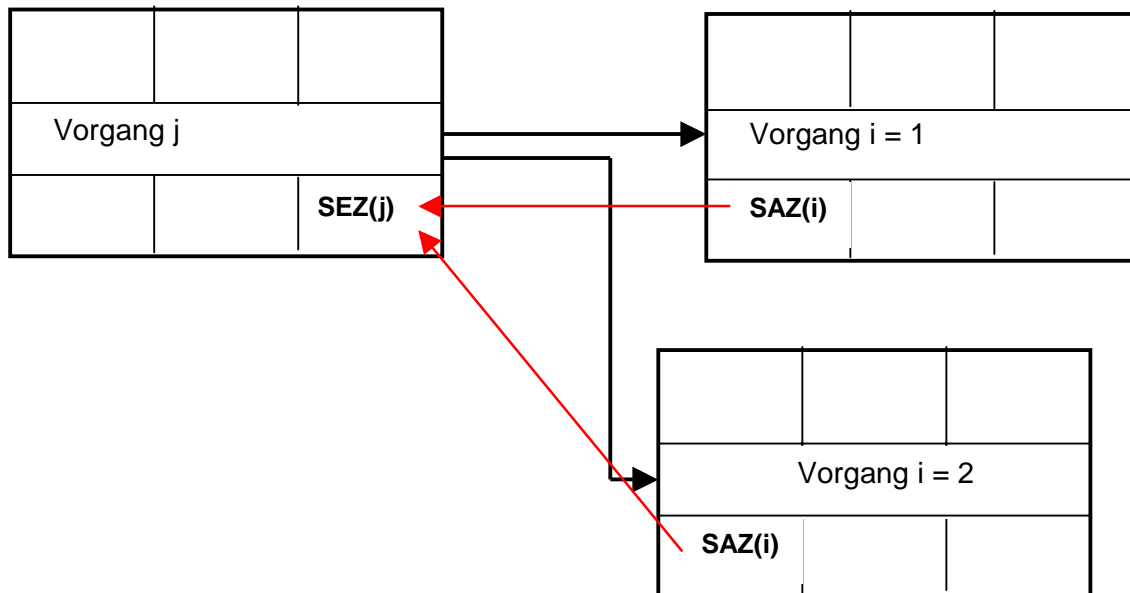 Vorgang j
Vorgang i = 1
SEZ(j)
SAZ(i)
Vorgang i = 2
SAZ(i)